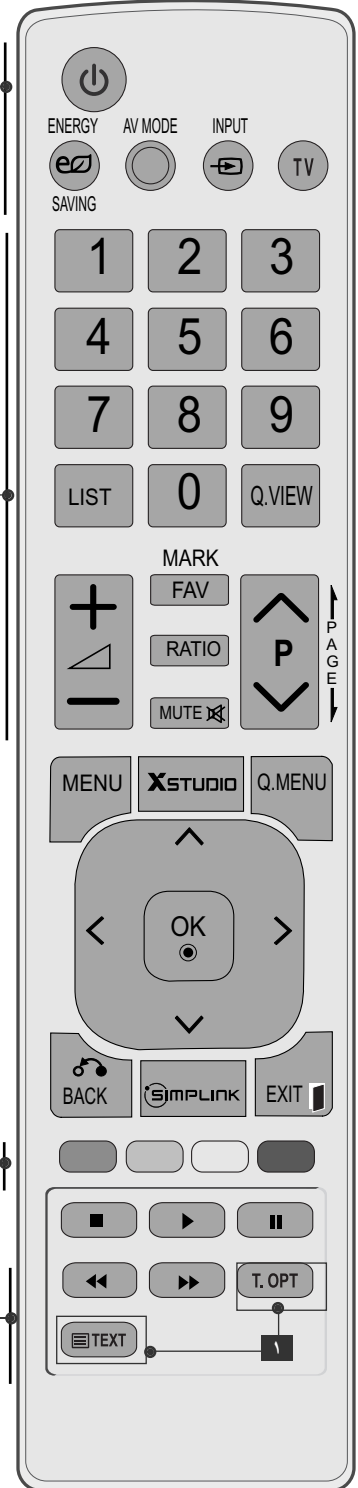 ENERGY AV MODE INPUT
TV
SAVING
1 2 3
4 5 6
7 8 9
LIST 0 Q.VIEW
MARK
FAV
RATIO P
MUTE
PAGE
MENU XSTUDIO Q.MENU
OK
BACK SIMPLINK EXIT
T. OPT
TEXT ١